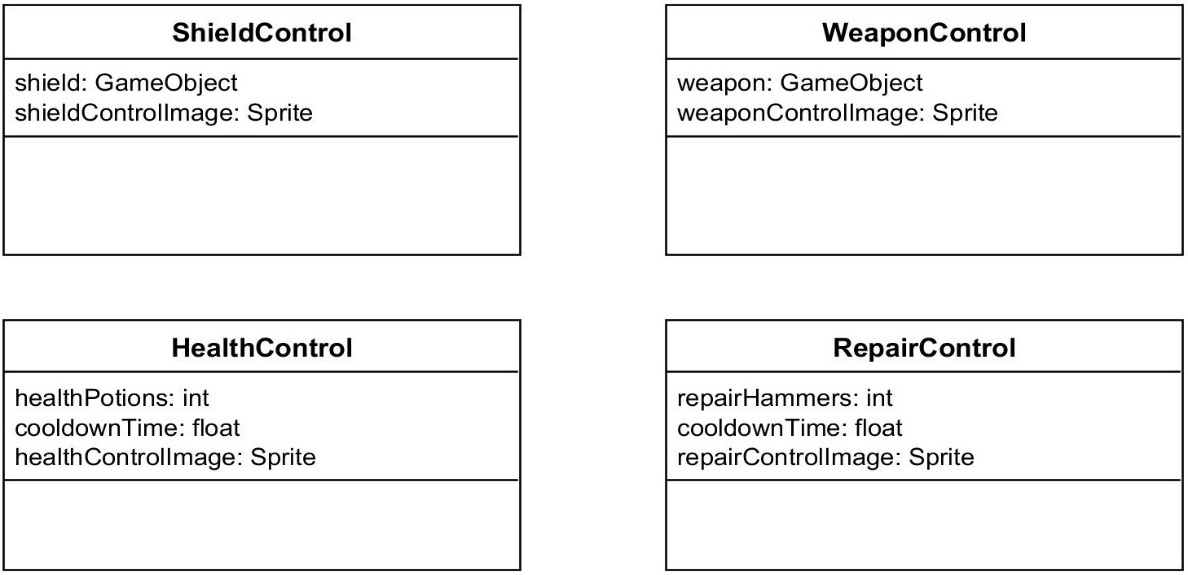 ShieldControl
shield: GameObject
shieldControlImage: Sprite
WeaponControl
weapon: GameObject
weaponControlImage: Sprite
HealthControl
healthPotions: int
cooldownTime: float
healthControlImage: Sprite
RepairControl
repairHammers: int
cooldownTime: float
repairControlImage: Sprite